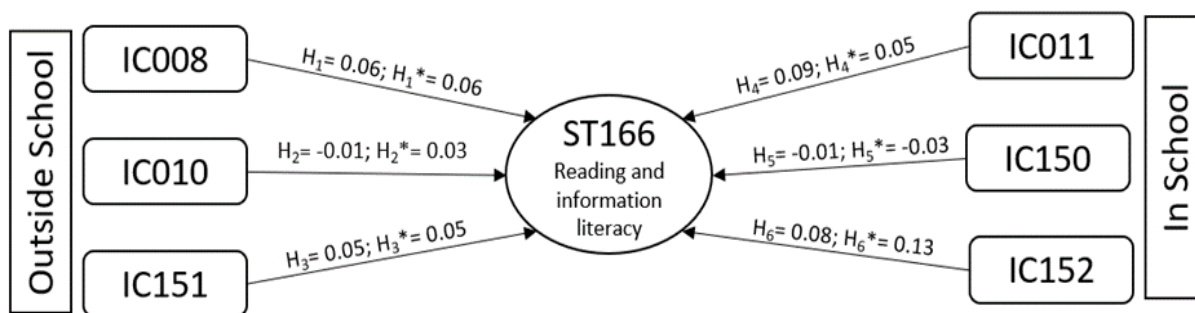 Outside School
IC008
IC010
IC151
H₁= 0.06; H₁*= 0.06
H₂= -0.01; H₂*= 0.03
H₃= 0.05; H₃*= 0.05
ST166
Reading and
information
literacy
H₄= 0.09; H₄*= 0.05
H₅= -0.01; H₅*= -0.03
H₆= 0.08; H₆*= 0.13
IC011
IC150
IC152
In School